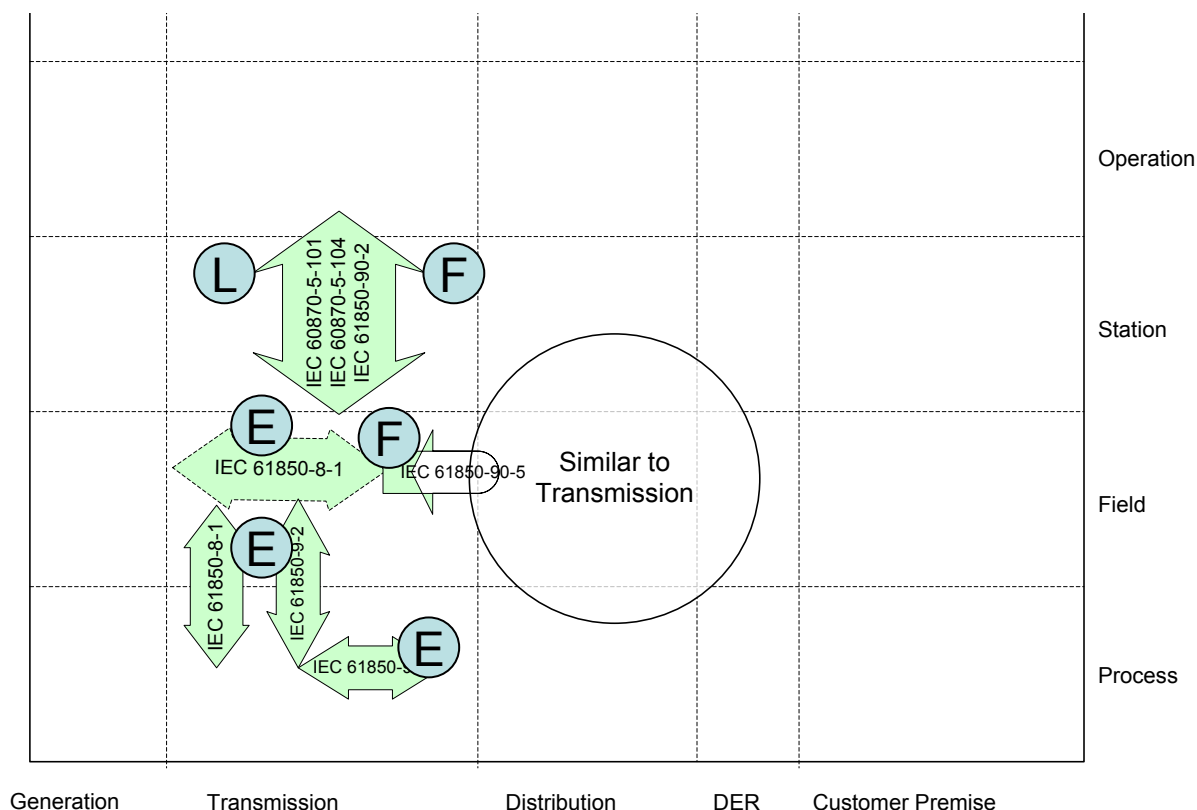 Operation
L
F
IEC 60870-5-101
IEC 60870-5-104
IEC 61850-90-2
Station
E
F
IEC 61850-8-1
IEC 61850-90-5
Similar to
Transmission
Field
IEC 61850-8-1
E
IEC 61850-9-2
IEC
E
Process
Generation
Transmission
Distribution
DER
Customer Premise